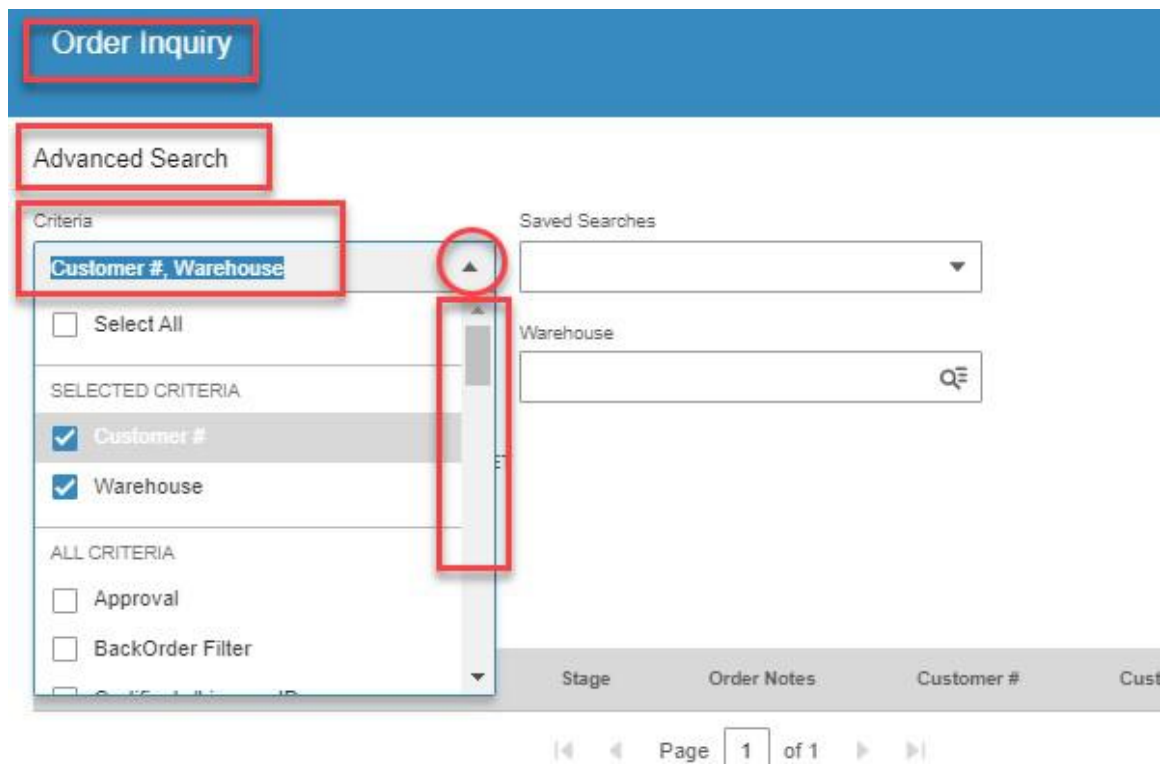 Order Inquiry
Advanced Search
Criteria
Saved Searches
Customer #, Warehouse
Select All
Warehouse
SELECTED CRITERIA
Customer #
Warehouse
ALL CRITERIA
Approval
BackOrder Filter
Stage Order Notes Customer # Cust
Page 1 of 1